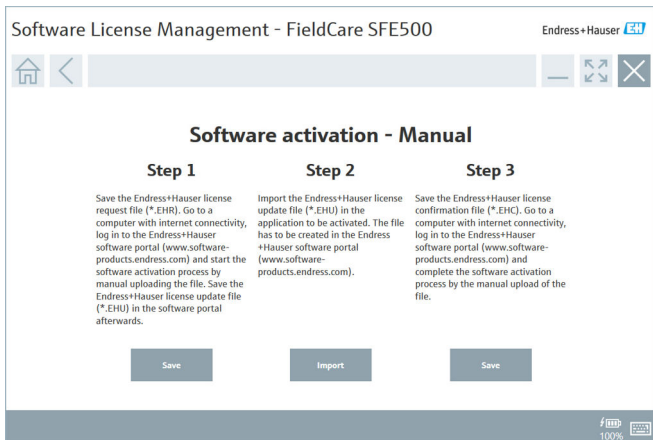 Software License Management - FieldCare SFE500
Endress+Hauser EH
Software activation - Manual
Step 1
Save the Endress+Hauser license
request file (*.EHR). Go to a
computer with internet connectivity,
log in to the Endress+Hauser
software portal (www.software-
products.endress.com) and start the
software activation process by
manual uploading the file. Save the
Endress+Hauser license update file
(*.EHU) in the software portal
afterwards.
Save
Step 2
Import the Endress+Hauser license
update file (*.EHU) in the
application to be activated. The file
has to be created in the Endress
+Hauser software portal
(www.software-
products.endress.com).
Import
Step 3
Save the Endress+Hauser license
confirmation file (*.EHC). Go to a
computer with internet connectivity,
log in to the Endress+Hauser
software portal (www.software-
products.endress.com) and
complete the software activation
process by the manual upload of the
file.
Save
100%